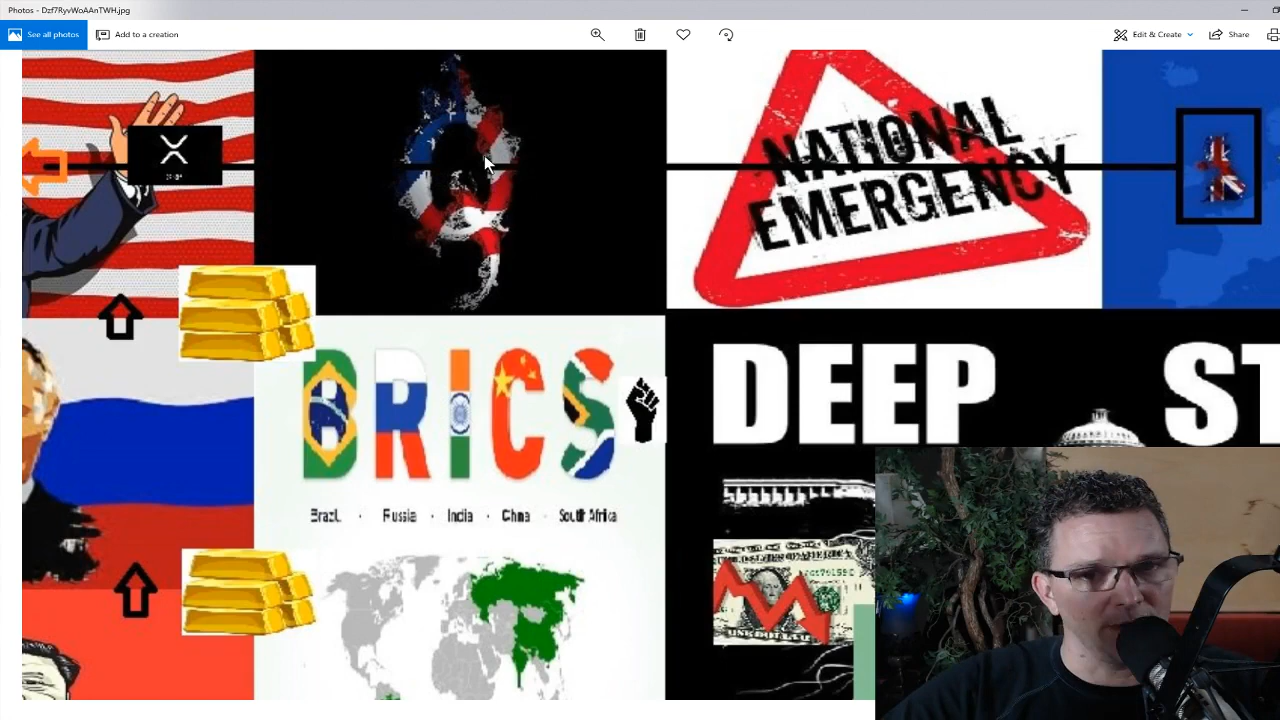 Photos - Dzf7RyvWoAAnTWH.jpg
See all photos
Add to a creation
Edit & Create
Share
NATIONAL
EMERGENCY
BRICS
Brazil · Russia · India · China · South Africa
DEEP ST